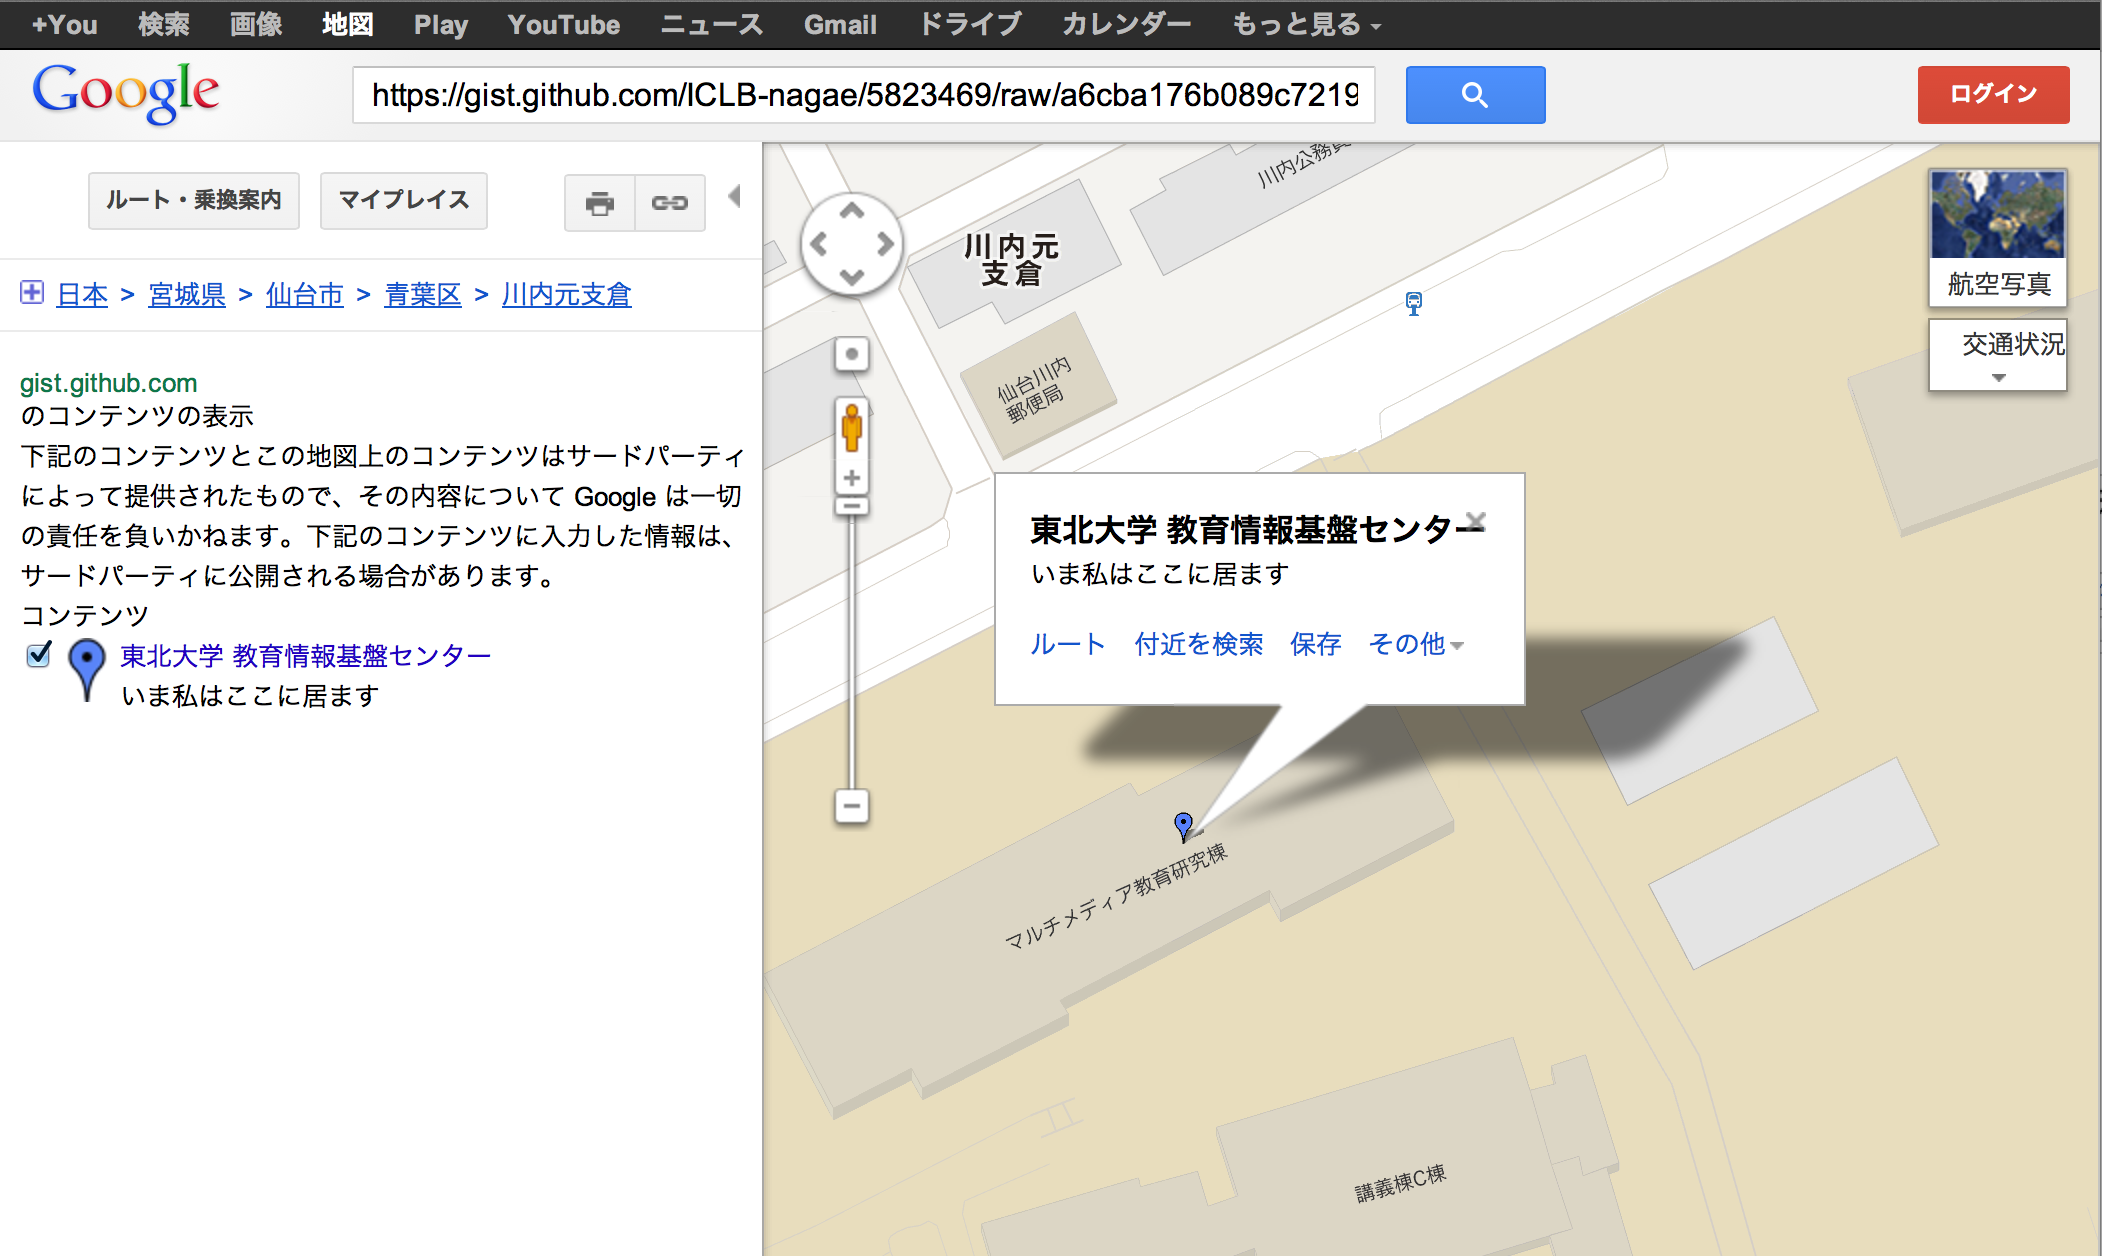 +You 検索 画像 地図 Play YouTube ニュース Gmail ドライブ カレンダー もっと見る
Google
https://gist.github.com/ICLB-nagae/5823469/raw/a6cba176b089c7219
ログイン
ルート・乗換案内 マイプレイス
日本 > 宮城県 > 仙台市 > 青葉区 > 川内元支倉
gist.github.com
のコンテンツの表示
下記のコンテンツとこの地図上のコンテンツはサードパーティ
によって提供されたもので、その内容について Google は一切
の責任を負いかねます。下記のコンテンツに入力した情報は、
サードパーティに公開される場合があります。
コンテンツ
東北大学 教育情報基盤センター
いま私はここに居ます
川内公務員
川内元
支倉
仙台川内
郵便局
航空写真
交通状況
東北大学 教育情報基盤センター
いま私はここに居ます
ルート 付近を検索 保存 その他
マルチメディア教育研究棟
講義棟C棟